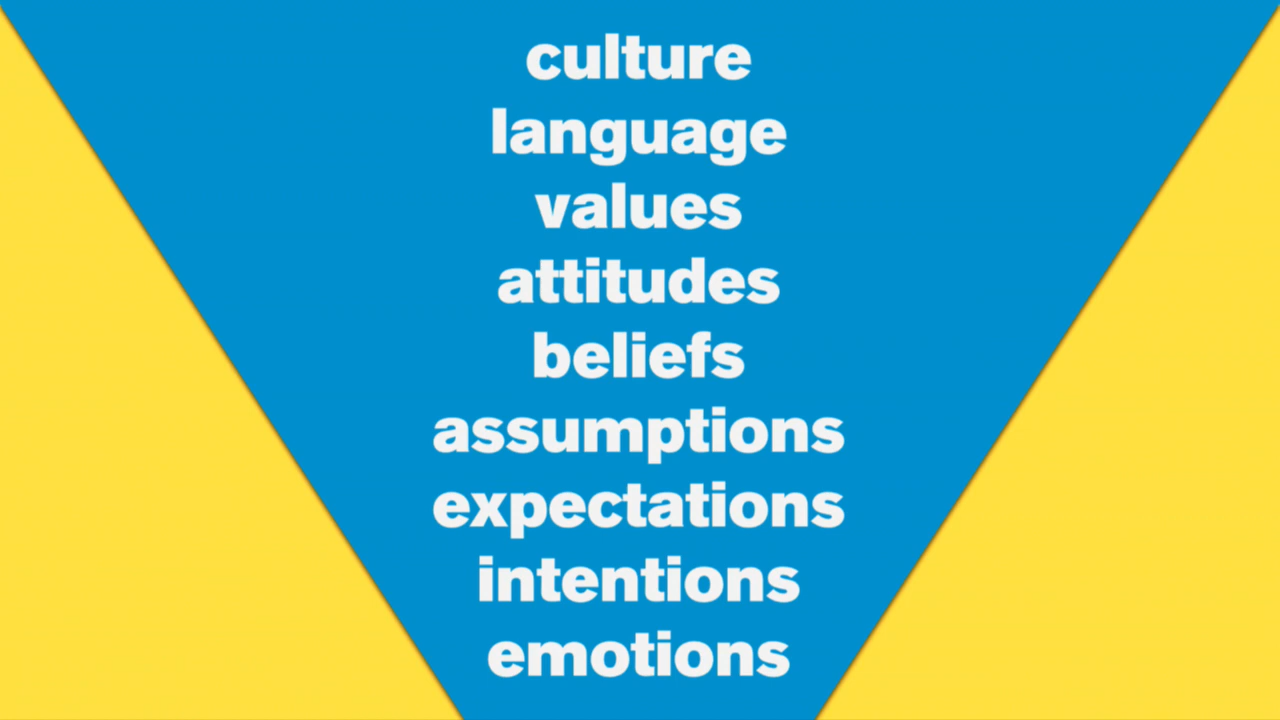 culture
language
values
attitudes
beliefs
assumptions
expectations
intentions
emotions